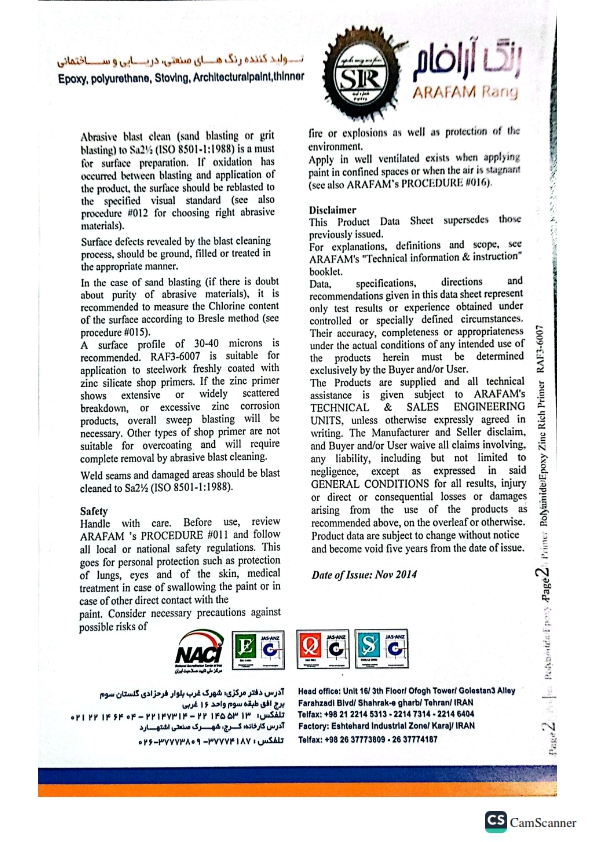 تولید کننده رنگ های صنعتی، دریایی و ساختمانی
Epoxy, polyurethane, Stoving, Architecturalpaint,thinner
SIR
رنگ آرافام
ARAFAM Rang
Abrasive blast clean (sand blasting or grit
blasting) to Sa2½ (ISO 8501-1:1988) is a must
for surface preparation. If oxidation has
occurred between blasting and application of
the product, the surface should be reblasted to
the specified visual standard (see also
procedure #012 for choosing right abrasive
materials).
Surface defects revealed by the blast cleaning
process, should be ground, filled or treated in
the appropriate manner.
In the case of sand blasting (if there is doubt
about purity of abrasive materials), it is
recommended to measure the Chlorine content
of the surface according to Bresle method (see
procedure #015).
A surface profile of 30-40 microns is
recommended. RAF3-6007 is suitable for
application to steelwork freshly coated with
zinc silicate shop primers. If the zinc primer
shows extensive or widely scattered
breakdown, or excessive zinc corrosion
products, overall sweep blasting will be
necessary. Other types of shop primer are not
suitable for overcoating and will require
complete removal by abrasive blast cleaning.
Weld seams and damaged areas should be blast
cleaned to Sa2½ (ISO 8501-1:1988).
Safety
Handle with care. Before use, review
ARAFAM 's PROCEDURE #011 and follow
all local or national safety regulations. This
goes for personal protection such as protection
of lungs, eyes and of the skin, medical
treatment in case of swallowing the paint or in
case of other direct contact with the
paint. Consider necessary precautions against
possible risks of
fire or explosions as well as protection of the
environment.
Apply in well ventilated exists when applying
paint in confined spaces or when the air is stagnant
(see also ARAFAM's PROCEDURE #016).
Disclaimer
This Product Data Sheet supersedes those
previously issued.
For explanations, definitions and scope, see
ARAFAM's "Technical information & instruction"
booklet.
Data, specifications, directions and
recommendations given in this data sheet represent
only test results or experience obtained under
controlled or specially defined circumstances.
Their accuracy, completeness or appropriateness
under the actual conditions of any intended use of
the products herein must be determined
exclusively by the Buyer and/or User.
The Products are supplied and all technical
assistance is given subject to ARAFAM's
TECHNICAL & SALES ENGINEERING
UNITS, unless otherwise expressly agreed in
writing. The Manufacturer and Seller disclaim,
and Buyer and/or User waive all claims involving,
any liability, including but not limited to
negligence, except as expressed in said
GENERAL CONDITIONS for all results, injury
or direct or consequential losses or damages
arising from the use of the products as
recommended above, on the overleaf or otherwise.
Product data are subject to change without notice
and become void five years from the date of issue.
Date of Issue: Nov 2014
Page2 Primer Polyamide/Epoxy Zinc Rich Primer RAF3-6007
Page 2
NACI
مرکز ملی تایید صلاحیت ایران
E
JAS-ANZ
Q
JAS-ANZ
S
JAS-ANZ
آدرس دفتر مرکزی: شهرک غرب بلوار فرحزادی گلستان سوم
برج افق طبقه سوم واحد ۱۶ غربی
تلفکس: ۱۳ ۵۵ ۱۴ ۲۲ - ۲۲۱۴۷۳۱۴ - ۰۴ ۶۴ ۱۴ ۲۲ ۰۲۱
آدرس کارخانه: کرج، شهرک صنعتی اشتهارد
تلفکس: ۳۷۷۷۴۱۸۷ - ۳۷۷۷۳۸۰۹-۰۲۶
Head office: Unit 16/ 3th Floor/ Ofogh Tower/ Golestan3 Alley
Farahzadi Blvd/ Shahrak-e gharb/ Tehran/ IRAN
Telfax: +98 21 2214 5313 - 2214 7314 - 2214 6404
Factory: Eshtehard Industrial Zone/ Karaj/ IRAN
Telfax: +98 26 37773809 - 26 37774187
CS CamScanner